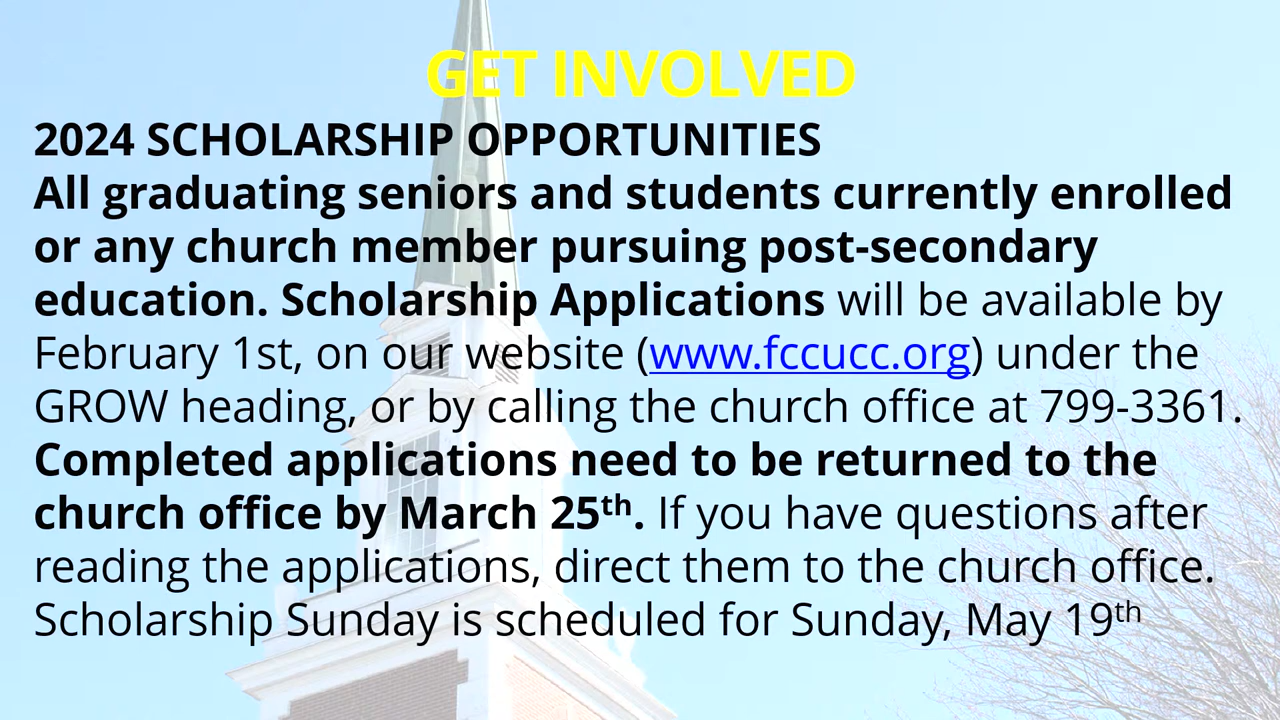 GET INVOLVED
2024 SCHOLARSHIP OPPORTUNITIES
All graduating seniors and students currently enrolled
or any church member pursuing post-secondary
education. Scholarship Applications will be available by
February 1st, on our website (www.fccucc.org) under the
GROW heading, or by calling the church office at 799-3361.
Completed applications need to be returned to the
church office by March 25th. If you have questions after
reading the applications, direct them to the church office.
Scholarship Sunday is scheduled for Sunday, May 19th